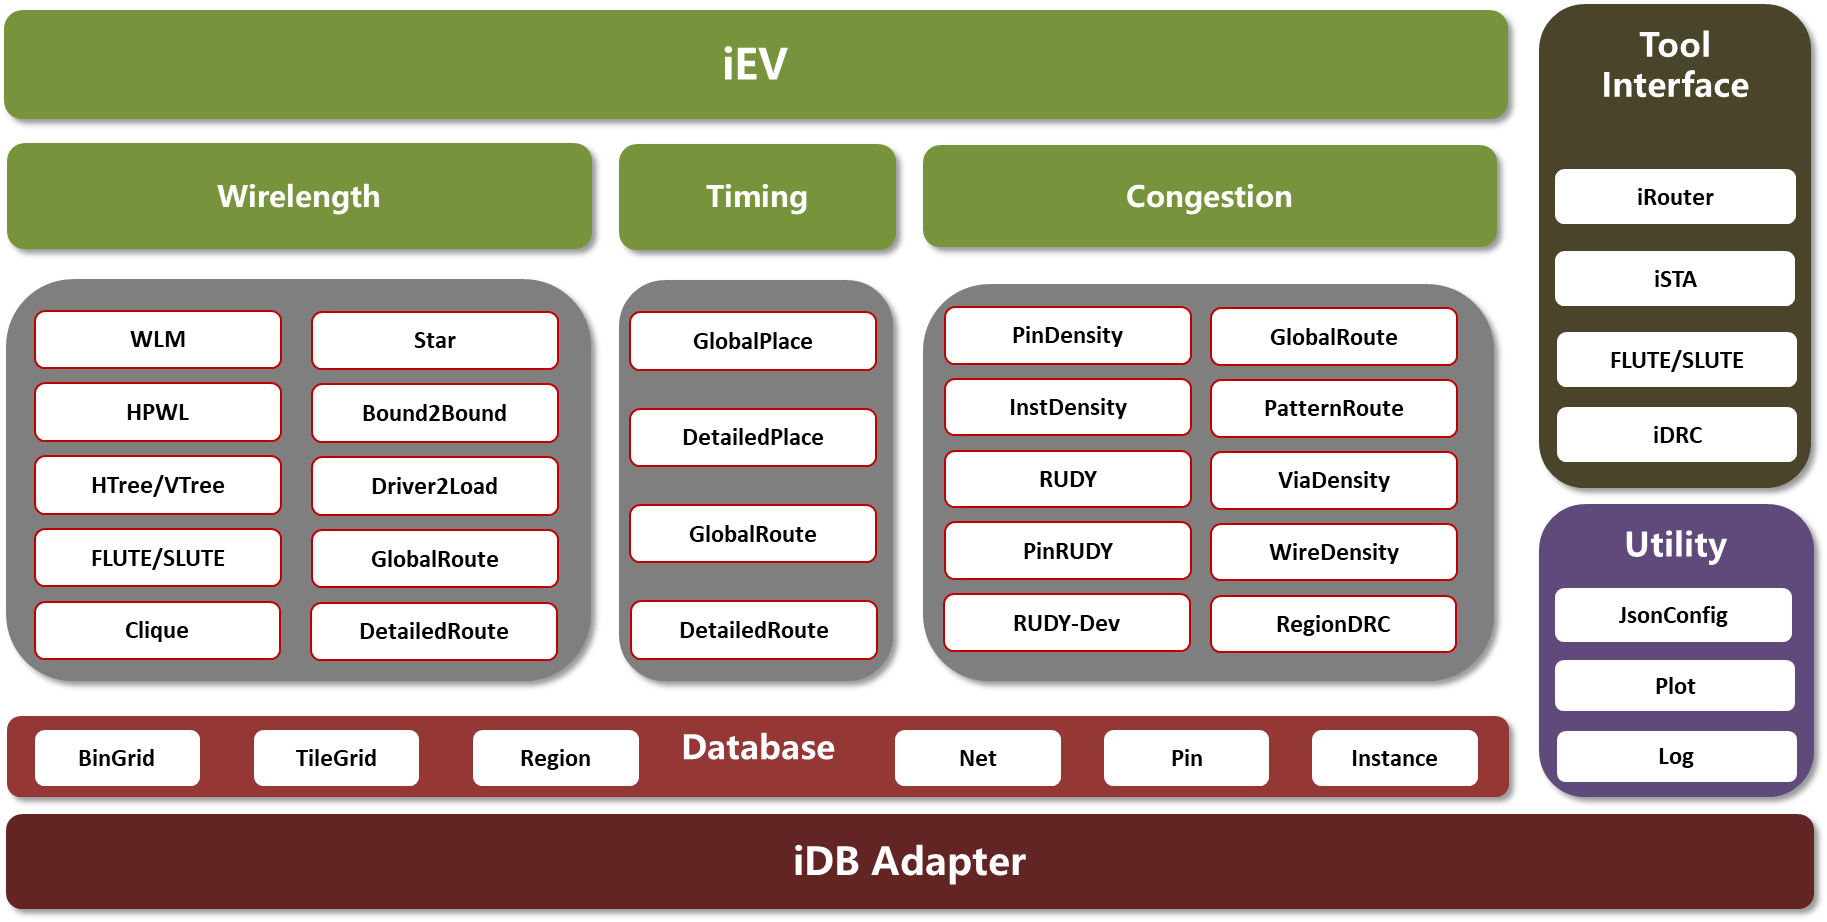 iEV
Wirelength
Timing
Congestion
WLM
Star
HPWL
Bound2Bound
HTree/VTree
Driver2Load
FLUTE/SLUTE
GlobalRoute
Clique
DetailedRoute
GlobalPlace
DetailedPlace
GlobalRoute
DetailedRoute
PinDensity
GlobalRoute
InstDensity
PatternRoute
RUDY
ViaDensity
PinRUDY
WireDensity
RUDY-Dev
RegionDRC
Tool
Interface
iRouter
iSTA
FLUTE/SLUTE
iDRC
Utility
JsonConfig
Plot
Log
BinGrid
TileGrid
Region
Database
Net
Pin
Instance
iDB Adapter